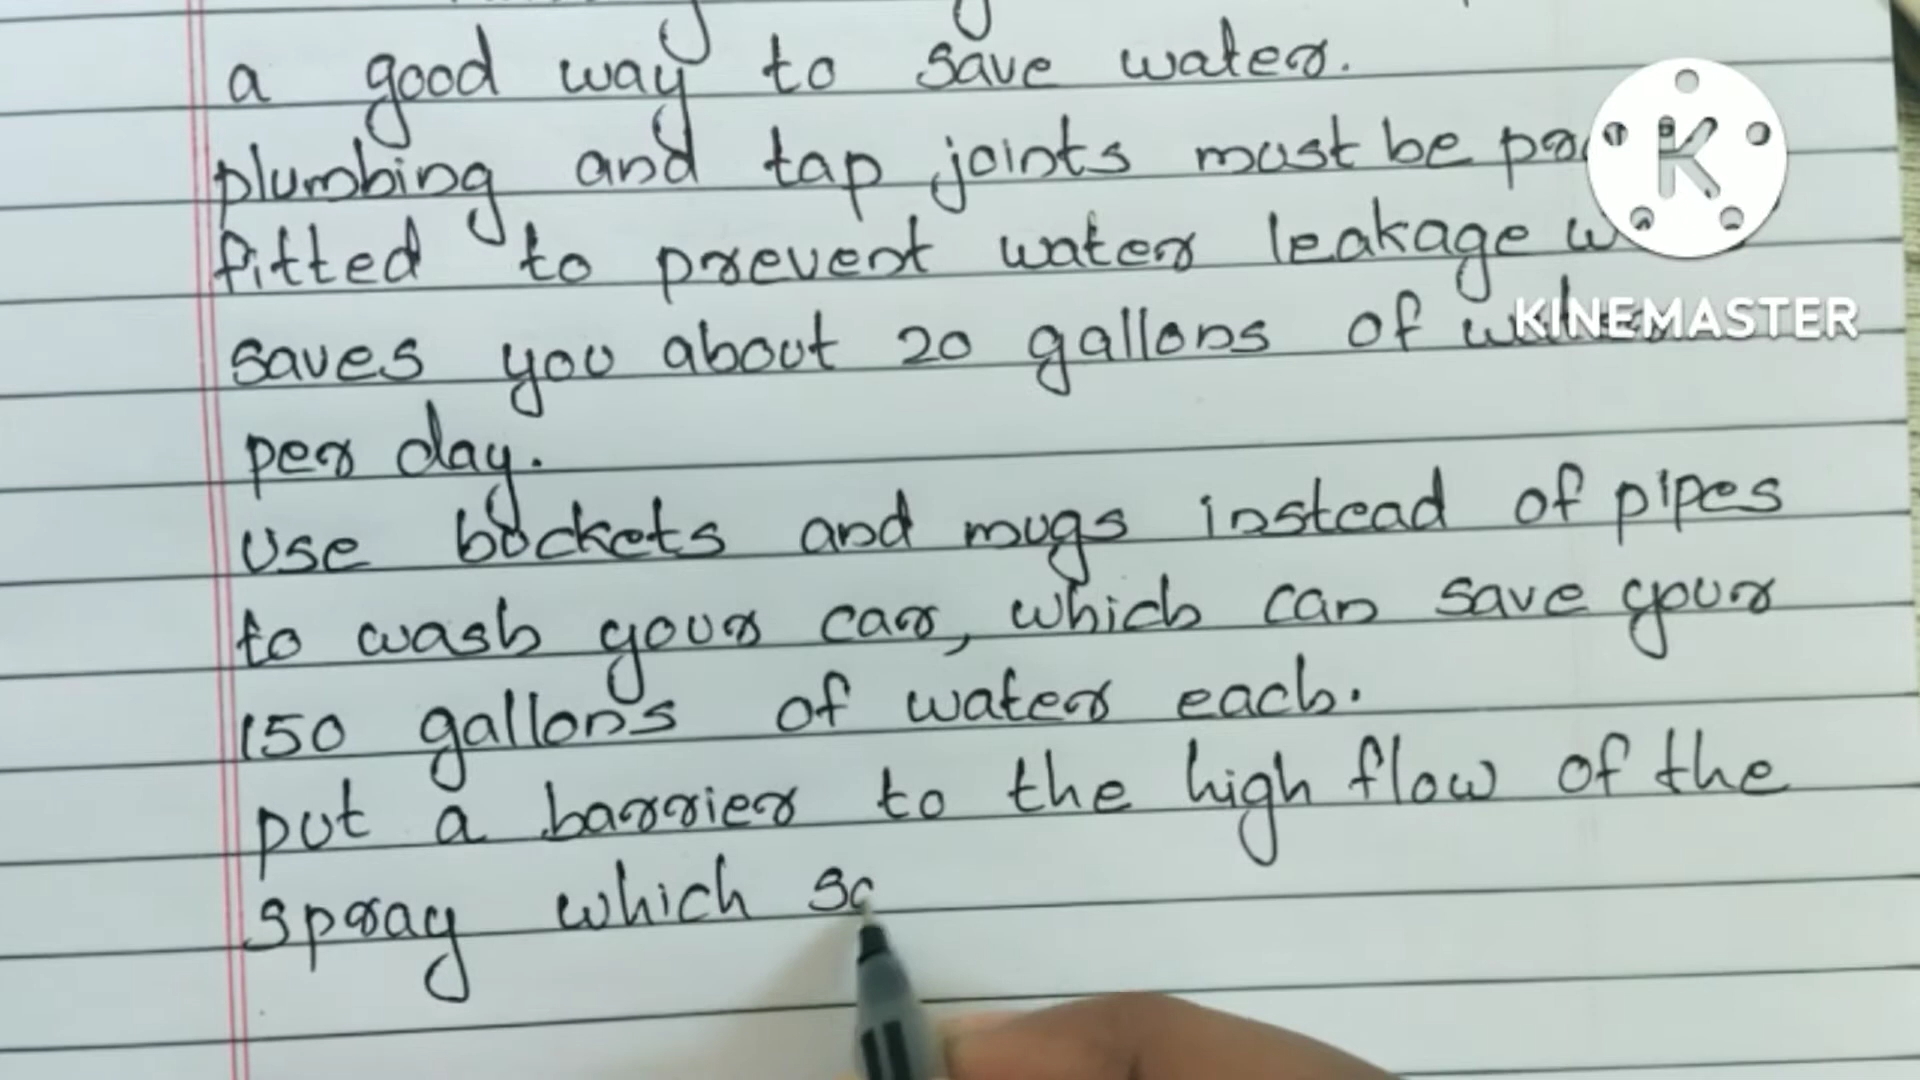 a good way to save water.
plumbing and tap joints must be
fitted to prevent water leakage
saves you about 20 gallons of
per day.
Use buckets and mugs instead of pipes
to wash your car, which can save your
150 gallons of water each.
put a barrier to the high flow of the
spray which sa
K
KINEMASTER